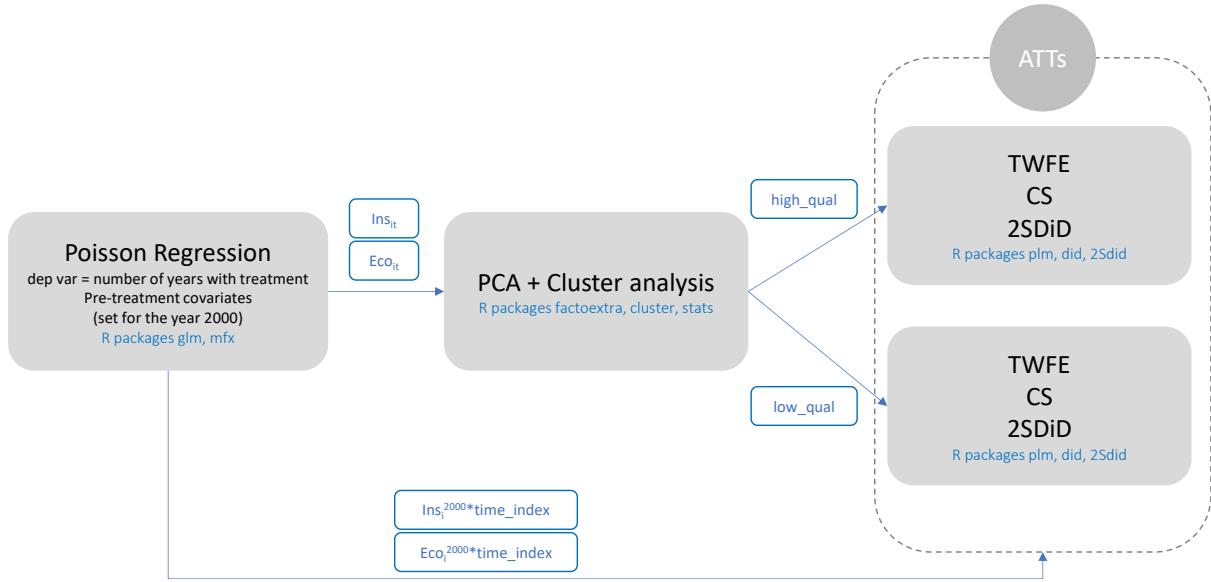 ATTs
Poisson Regression
dep var = number of years with treatment
Pre-treatment covariates
(set for the year 2000)
R packages glm, mfx
Ins_it
Eco_it
PCA + Cluster analysis
R packages factoextra, cluster, stats
high_qual
low_qual
TWFE
CS
2SDiD
R packages plm, did, 2Sdid
TWFE
CS
2SDiD
R packages plm, did, 2Sdid
Ins_i^2000*time_index
Eco_i^2000*time_index